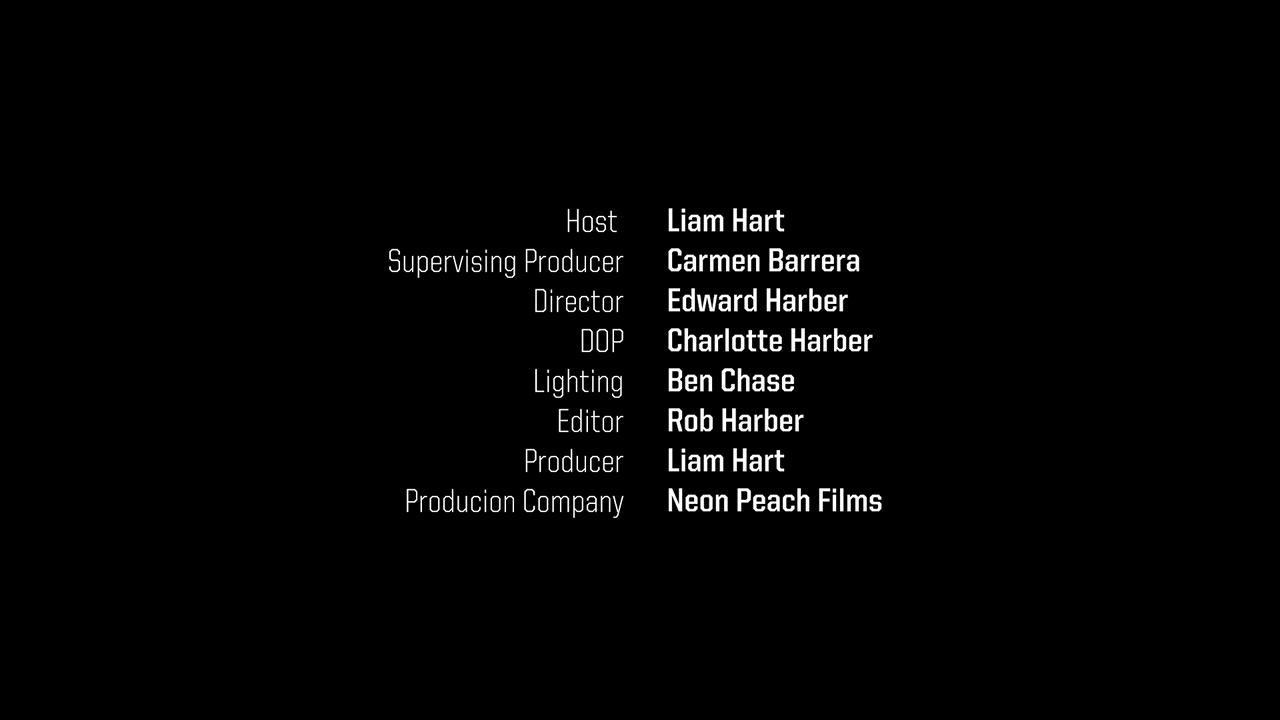 Host Liam Hart
Supervising Producer Carmen Barrera
Director Edward Harber
DOP Charlotte Harber
Lighting Ben Chase
Editor Rob Harber
Producer Liam Hart
Producion Company Neon Peach Films